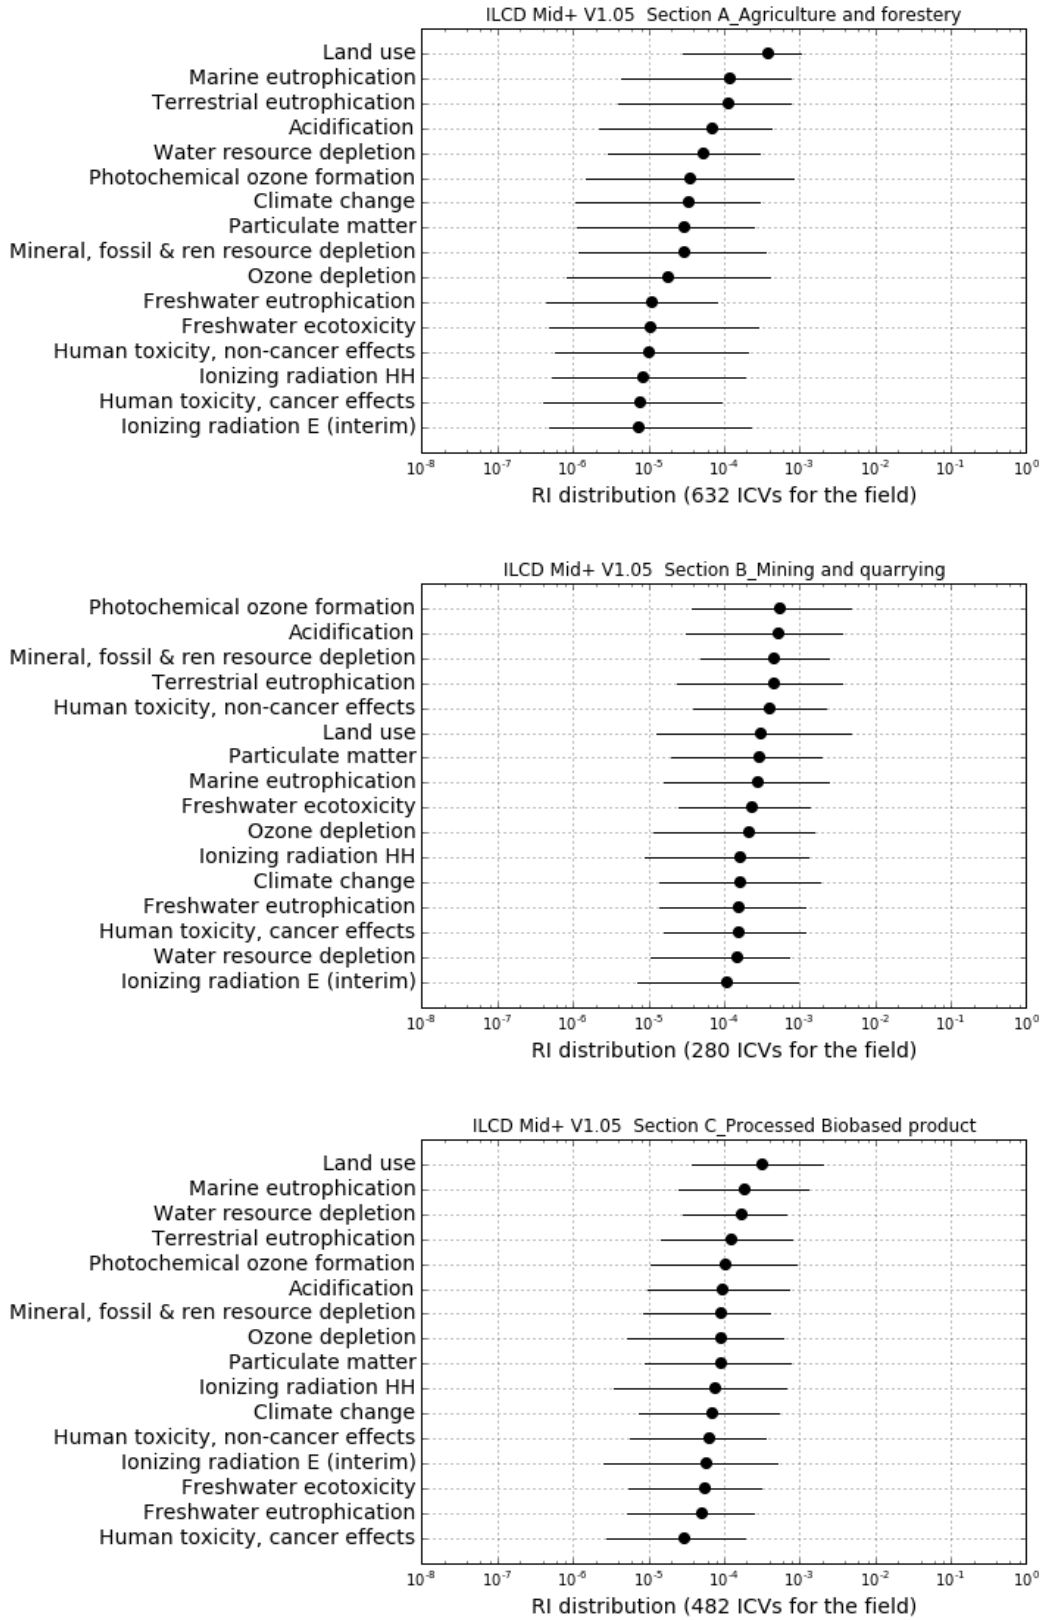 ILCD Mid+ V1.05  Section A_Agriculture and forestery
Land use
Marine eutrophication
Terrestrial eutrophication
Acidification
Water resource depletion
Photochemical ozone formation
Climate change
Particulate matter
Mineral, fossil & ren resource depletion
Ozone depletion
Freshwater eutrophication
Freshwater ecotoxicity
Human toxicity, non-cancer effects
Ionizing radiation HH
Human toxicity, cancer effects
Ionizing radiation E (interim)
10⁻⁸ 10⁻⁷ 10⁻⁶ 10⁻⁵ 10⁻⁴ 10⁻³ 10⁻² 10⁻¹ 10⁰
RI distribution (632 ICVs for the field)
ILCD Mid+ V1.05  Section B_Mining and quarrying
Photochemical ozone formation
Acidification
Mineral, fossil & ren resource depletion
Terrestrial eutrophication
Human toxicity, non-cancer effects
Land use
Particulate matter
Marine eutrophication
Freshwater ecotoxicity
Ozone depletion
Ionizing radiation HH
Climate change
Freshwater eutrophication
Human toxicity, cancer effects
Water resource depletion
Ionizing radiation E (interim)
10⁻⁸ 10⁻⁷ 10⁻⁶ 10⁻⁵ 10⁻⁴ 10⁻³ 10⁻² 10⁻¹ 10⁰
RI distribution (280 ICVs for the field)
ILCD Mid+ V1.05  Section C_Processed Biobased product
Land use
Marine eutrophication
Water resource depletion
Terrestrial eutrophication
Photochemical ozone formation
Acidification
Mineral, fossil & ren resource depletion
Ozone depletion
Particulate matter
Ionizing radiation HH
Climate change
Human toxicity, non-cancer effects
Ionizing radiation E (interim)
Freshwater ecotoxicity
Freshwater eutrophication
Human toxicity, cancer effects
10⁻⁸ 10⁻⁷ 10⁻⁶ 10⁻⁵ 10⁻⁴ 10⁻³ 10⁻² 10⁻¹ 10⁰
RI distribution (482 ICVs for the field)